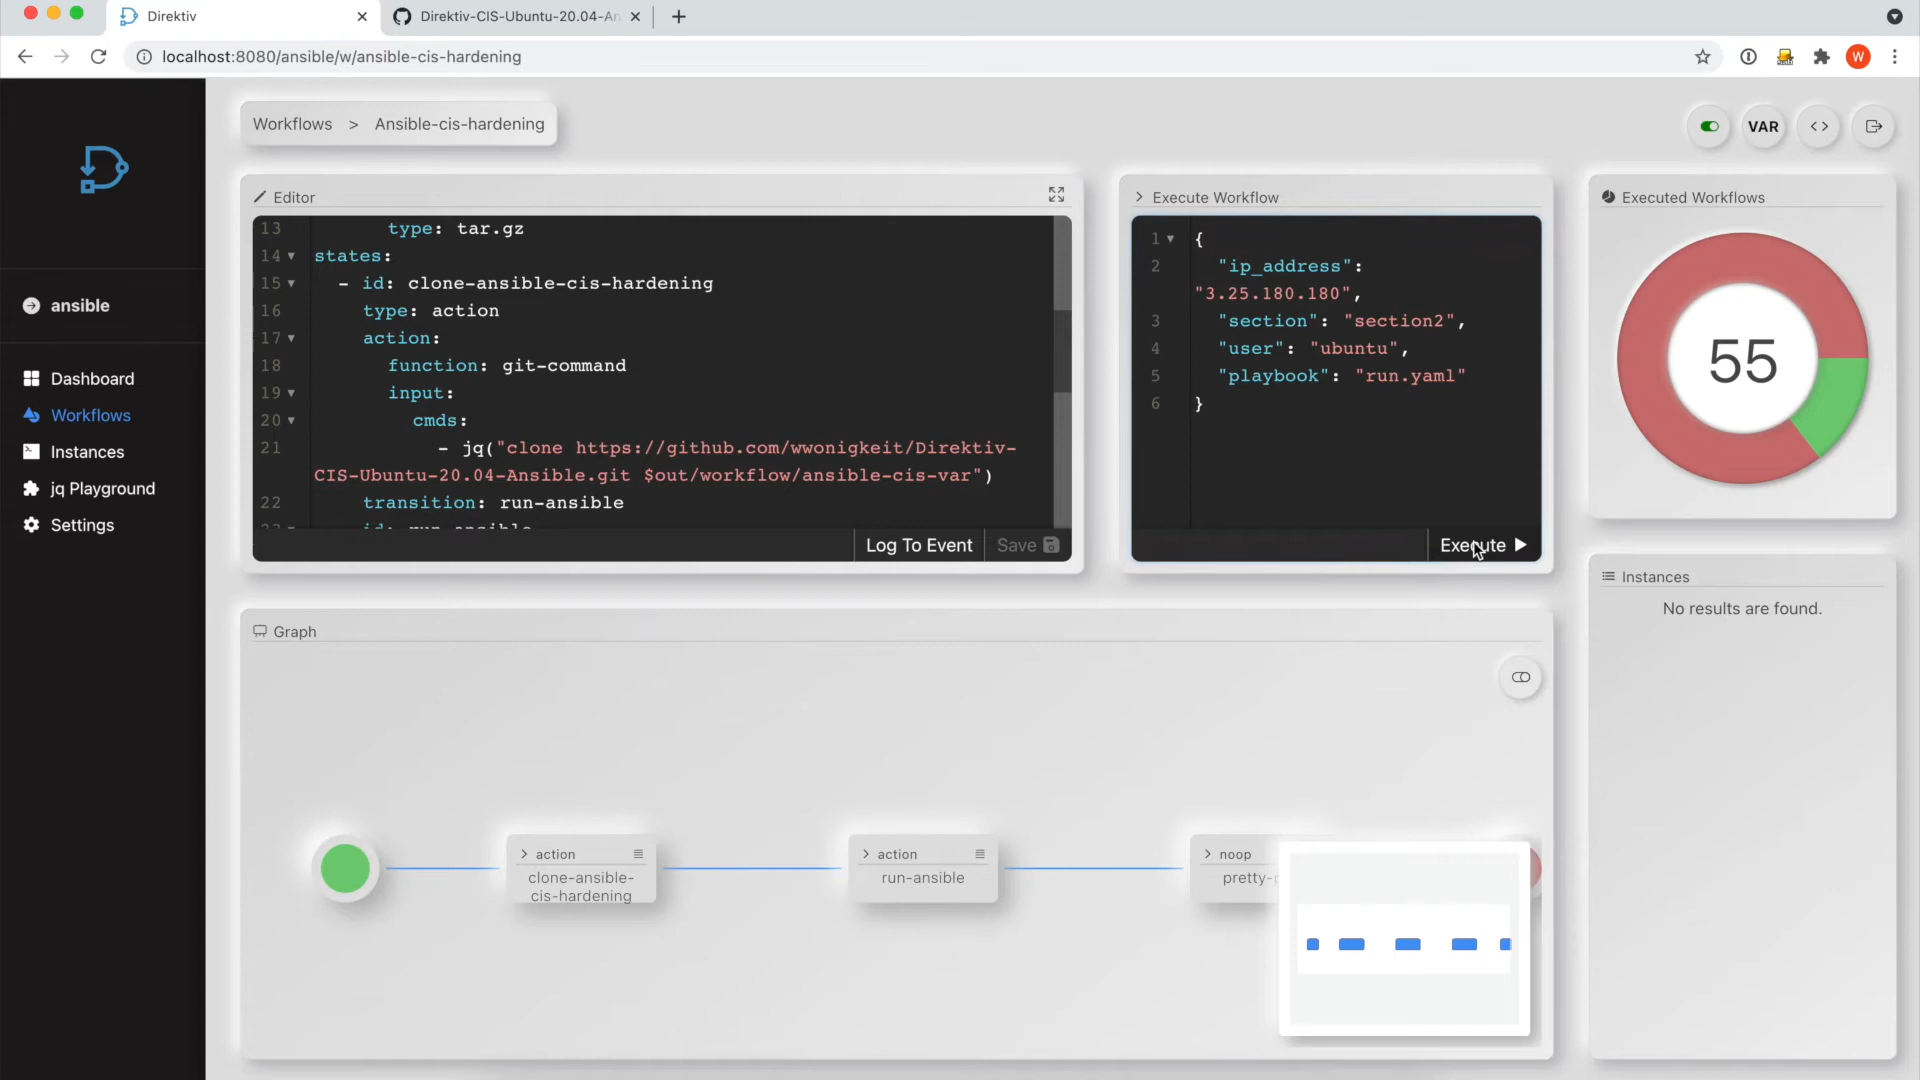 Direktiv
Direktiv-CIS-Ubuntu-20.04-An
localhost:8080/ansible/w/ansible-cis-hardening
W
ansible
Dashboard
Workflows
Instances
jq Playground
Settings
Workflows > Ansible-cis-hardening
VAR
Editor
13 type: tar.gz
14 states:
15 - id: clone-ansible-cis-hardening
16 type: action
17 action:
18 function: git-command
19 input:
20 cmds:
21 - jq("clone https://github.com/wwonigkeit/Direktiv-
CIS-Ubuntu-20.04-Ansible.git $out/workflow/ansible-cis-var")
22 transition: run-ansible
23 id: run-ansible
Log To Event Save
Execute Workflow
1 {
2 "ip_address":
"3.25.180.180",
3 "section": "section2",
4 "user": "ubuntu",
5 "playbook": "run.yaml"
6 }
Execute
Executed Workflows
55
Instances
No results are found.
Graph
action
clone-ansible-
cis-hardening
action
run-ansible
noop
pretty-